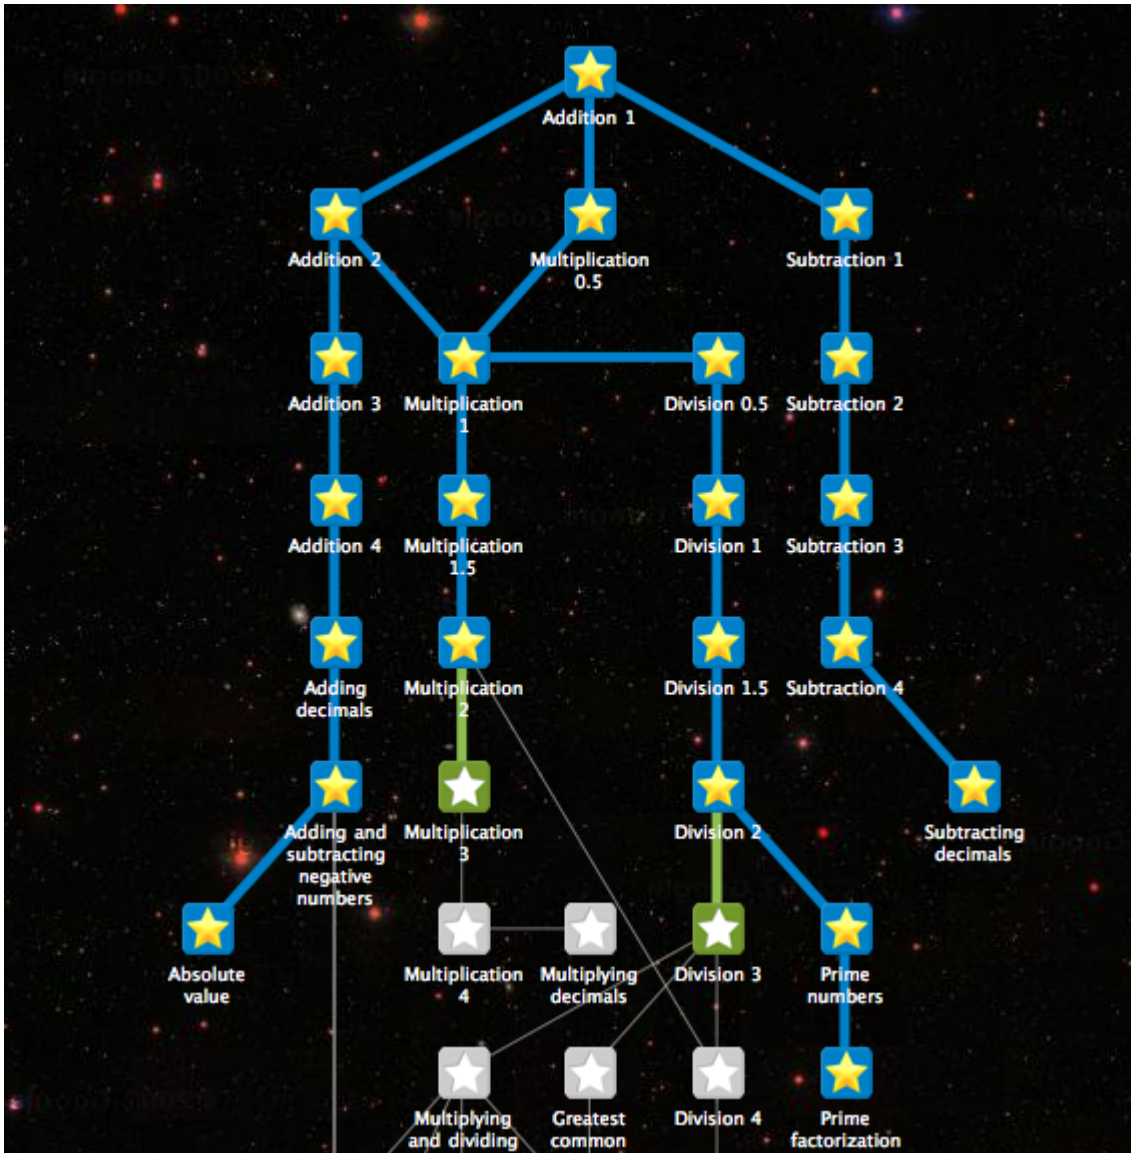 Addition 1
Addition 2
Multiplication
0.5
Subtraction 1
Addition 3
Multiplication
1
Division 0.5
Subtraction 2
Addition 4
Multiplication
1.5
Division 1
Subtraction 3
Adding
decimals
Multiplication
2
Division 1.5
Subtraction 4
Adding and
subtracting
negative
numbers
Multiplication
3
Division 2
Subtracting
decimals
Absolute
value
Multiplication
4
Multiplying
decimals
Division 3
Prime
numbers
Multiplying
and dividing
Greatest
common
Division 4
Prime
factorization